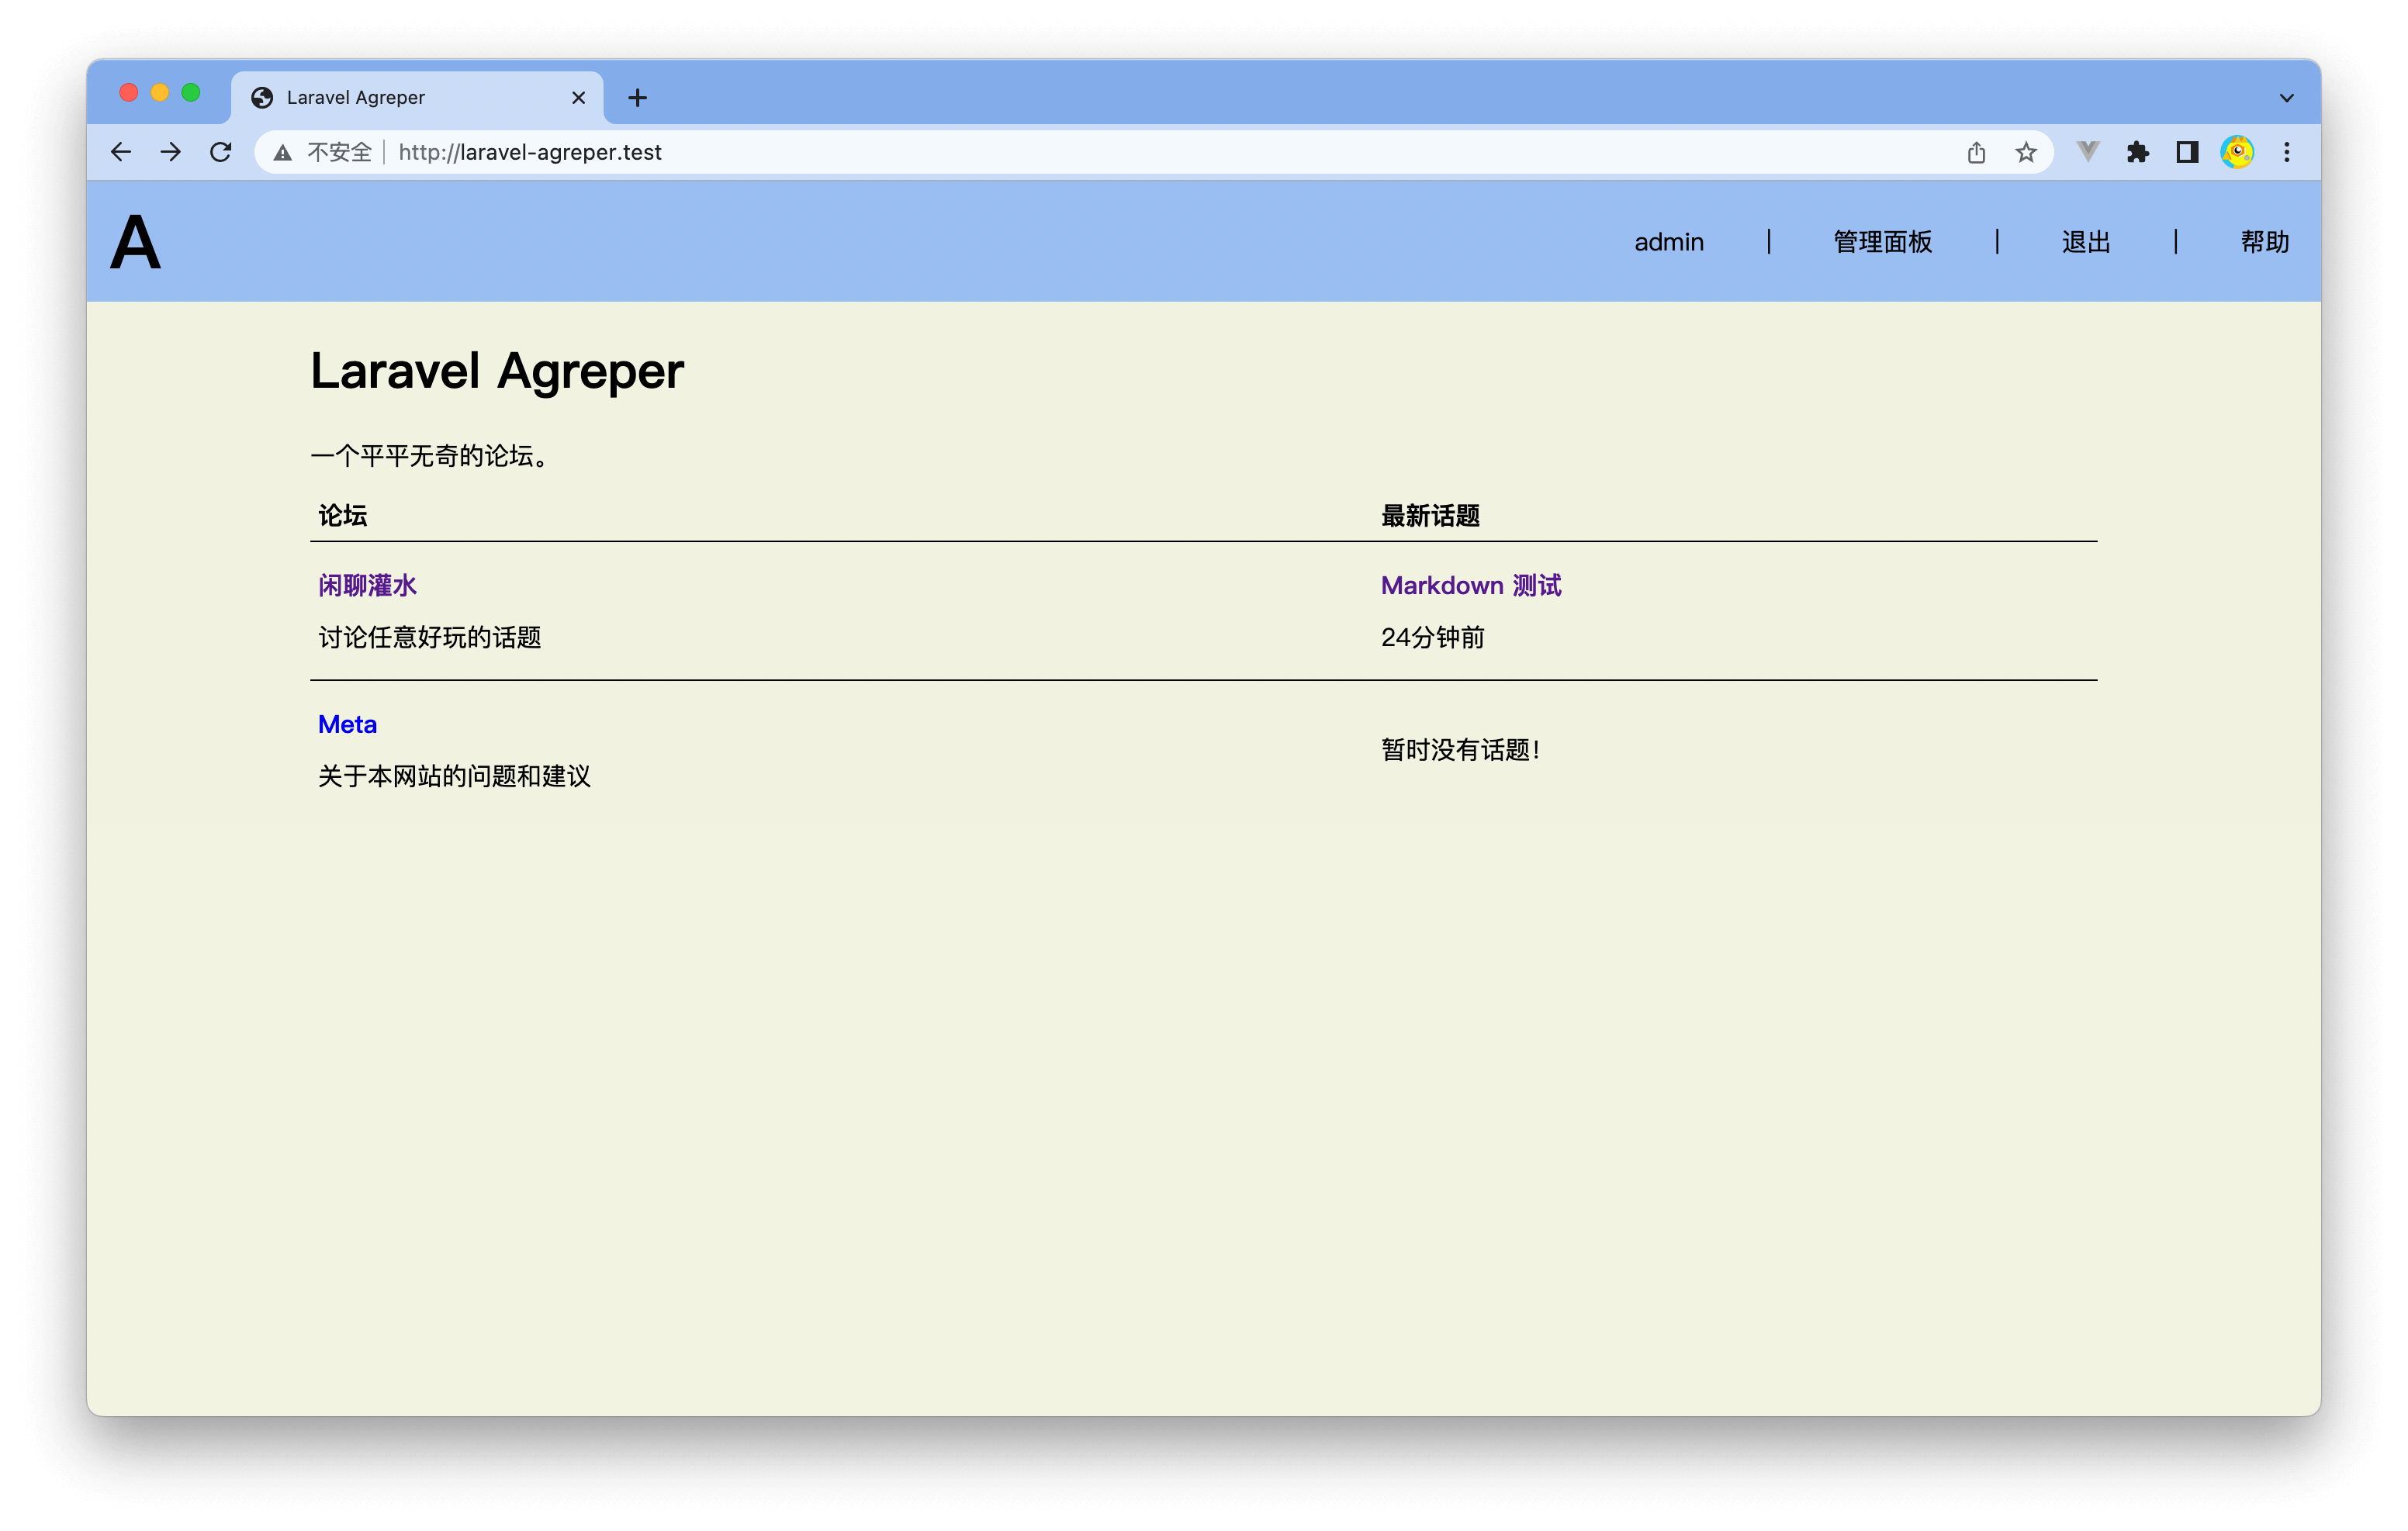 Laravel Agreper
不安全 | http://laravel-agreper.test
A
admin | 管理面板 | 退出 | 帮助
Laravel Agreper
一个平平无奇的论坛。
论坛 最新话题
闲聊灌水 Markdown 测试
讨论任意好玩的话题 24分钟前
Meta
暂时没有话题！
关于本网站的问题和建议